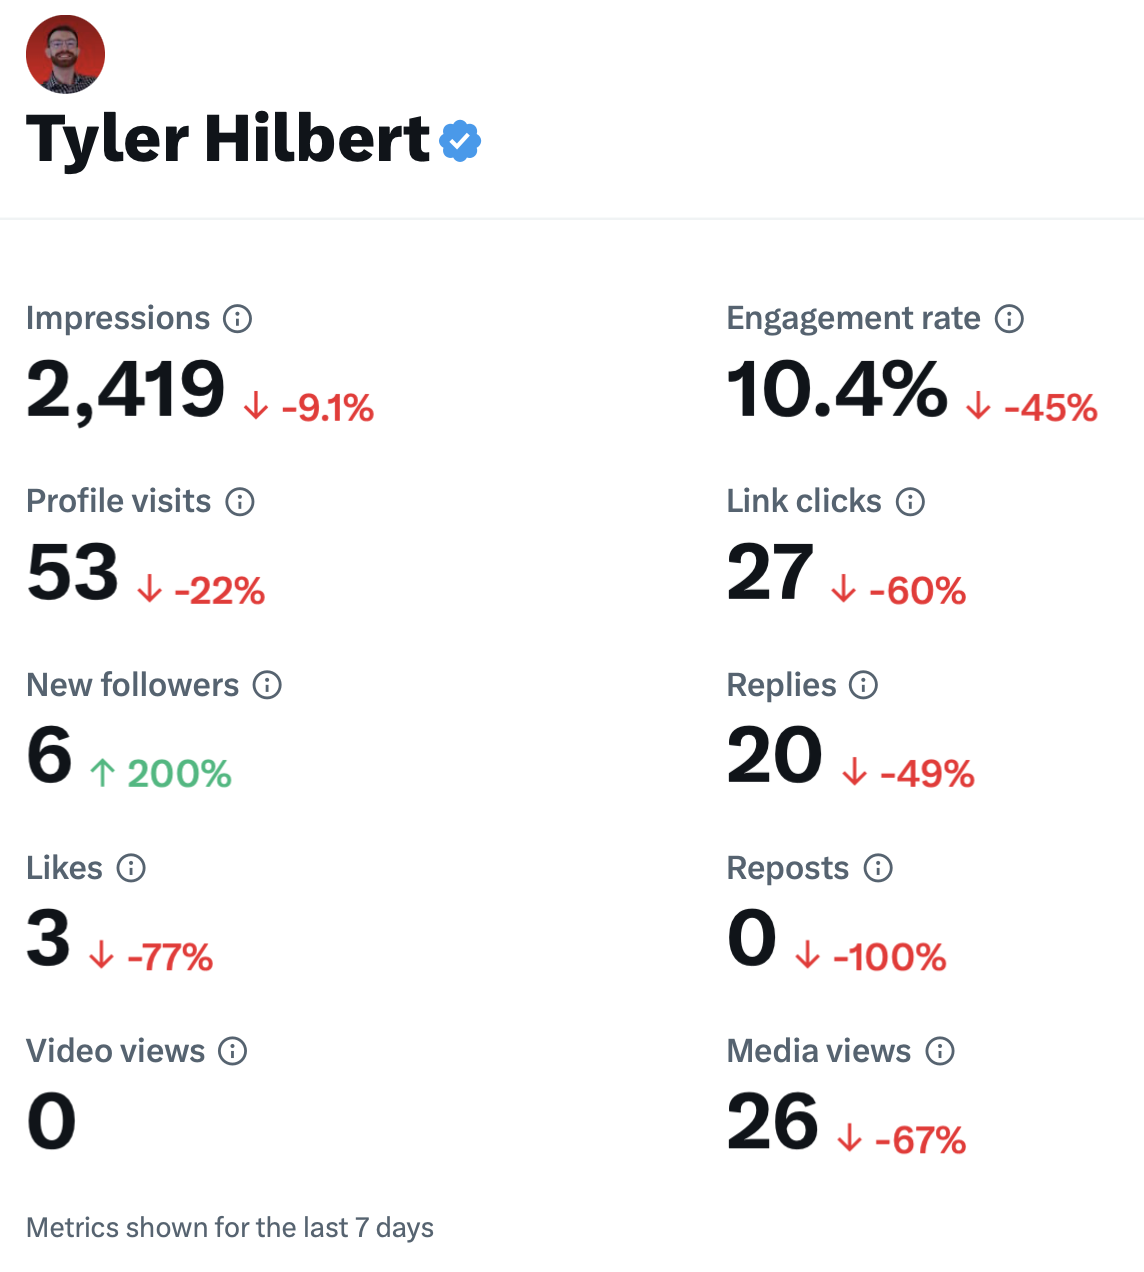 Tyler Hilbert
Impressions
2,419 ↓ -9.1%
Engagement rate
10.4% ↓ -45%
Profile visits
53 ↓ -22%
Link clicks
27 ↓ -60%
New followers
6 ↑ 200%
Replies
20 ↓ -49%
Likes
3 ↓ -77%
Reposts
0 ↓ -100%
Video views
0
Media views
26 ↓ -67%
Metrics shown for the last 7 days